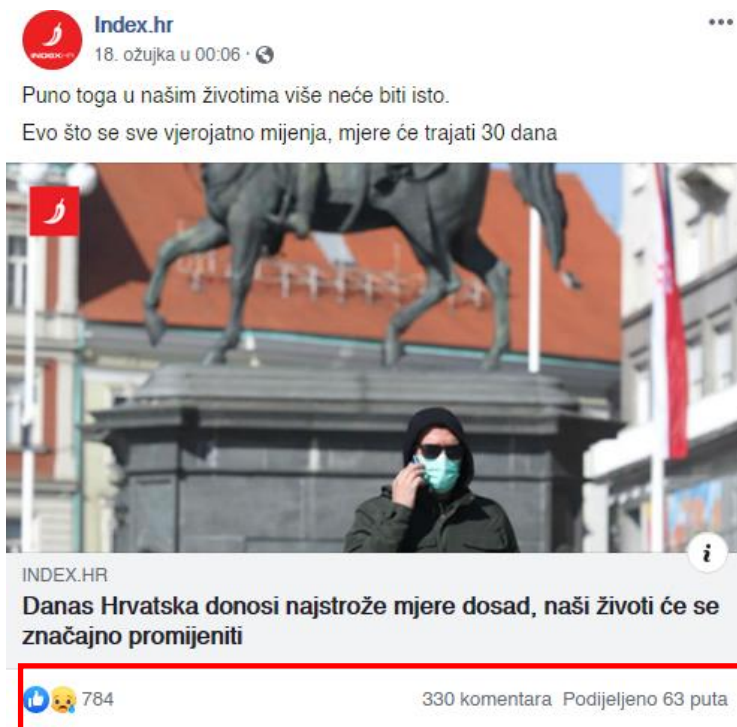 Index.hr
18. ožujka u 00:06
Puno toga u našim životima više neće biti isto.
Evo što se sve vjerojatno mijenja, mjere će trajati 30 dana
INDEX.HR
INDEX.HR
Danas Hrvatska donosi najstrože mjere dosad, naši životi će se
značajno promijeniti
784
330 komentara Podijeljeno 63 puta